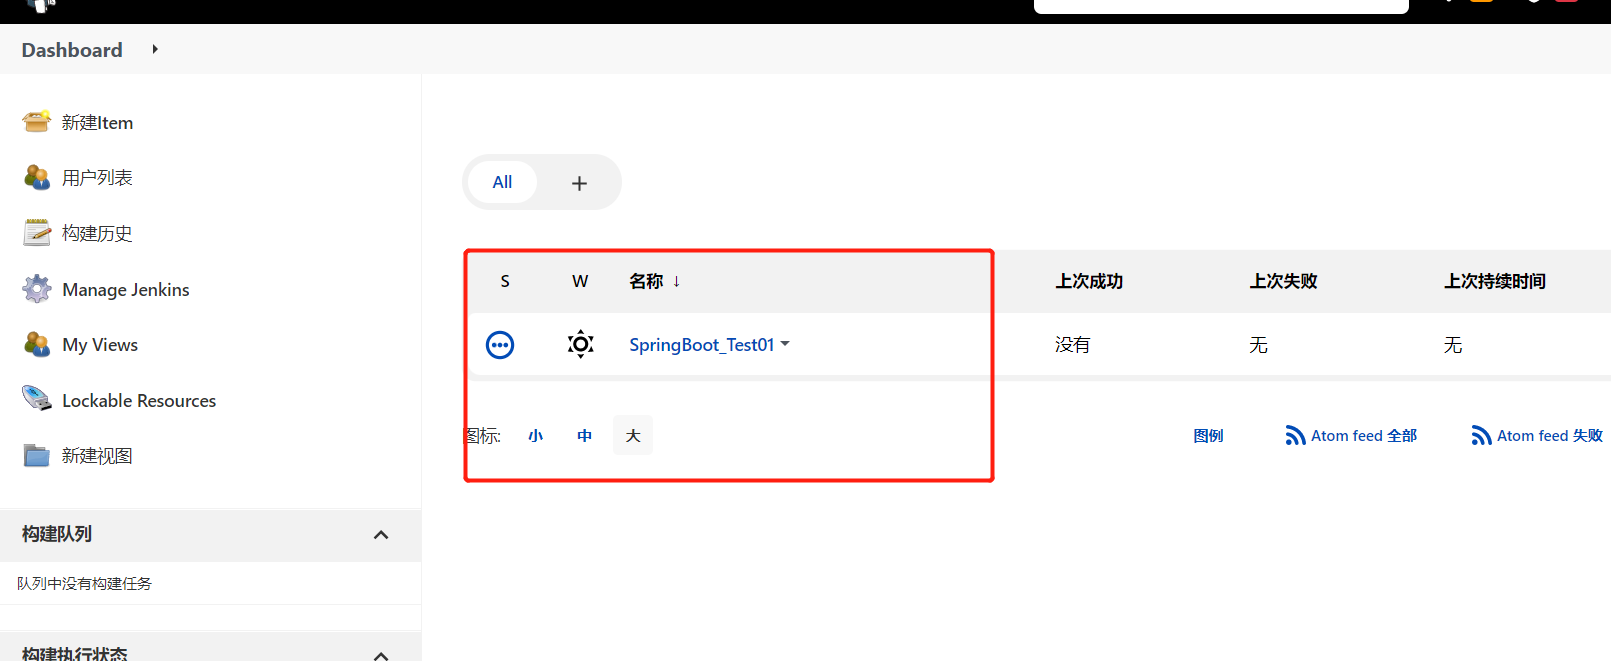 Dashboard
新建Item
用户列表
构建历史
Manage Jenkins
My Views
Lockable Resources
新建视图
构建队列
队列中没有构建任务
构建执行状态
All +
S W 名称 ↓ 上次成功 上次失败 上次持续时间
SpringBoot_Test01 没有 无 无
图标: 小 中 大 图例 Atom feed 全部 Atom feed 失败